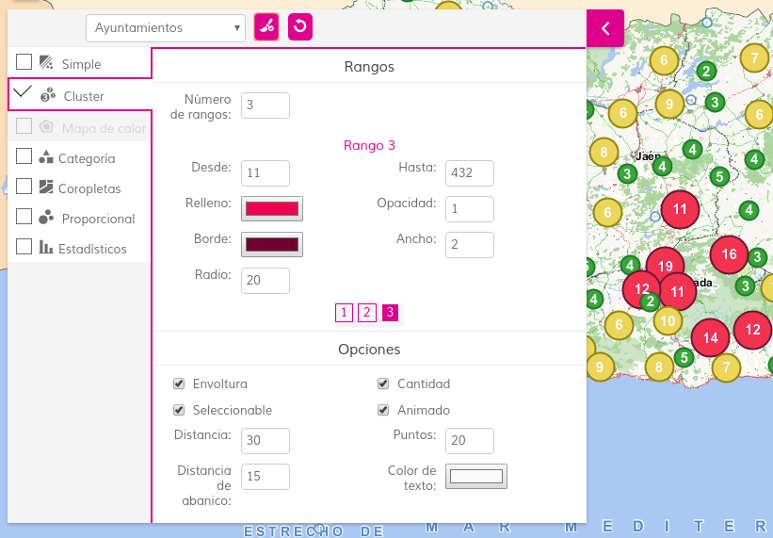 Ayuntamientos
Simple
Cluster
Mapa de calor
Categoría
Coropletas
Proporcional
Estadísticos
Rangos
Número
de rangos:
3
Rango 3
Desde:
11
Hasta:
432
Relleno:
Opacidad:
1
Borde:
Ancho:
2
Radio:
20
1 2 3
Opciones
Envoltura
Cantidad
Seleccionable
Animado
Distancia:
30
Puntos:
20
Distancia
de
abanico:
15
Color de
texto:
6
7
2
9
3
6
6
8
4
4
4
Jaen
3
5
6
11
4
16
3
4
19
12
11
ada
3
4
2
10
6
14
12
5
9
8
7
ESTRECHO DE
MAR MEDITER